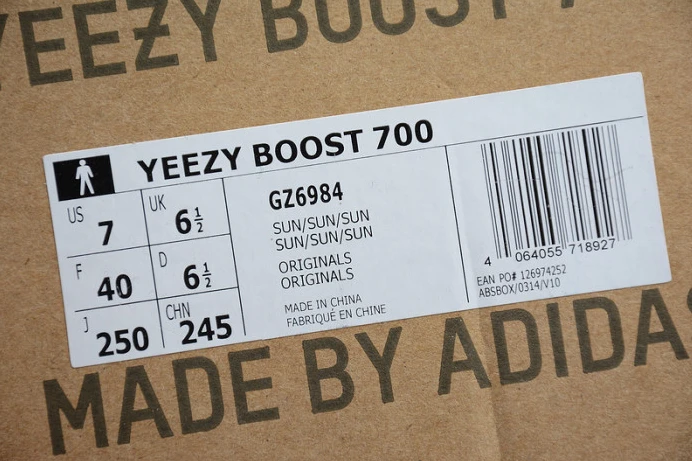 YEEZY BOOST 7
YEEZY BOOST 700
US 7 UK 6½
F 40 D 6½
J 250 CHN 245
GZ6984
SUN/SUN/SUN
SUN/SUN/SUN
ORIGINALS
ORIGINALS
MADE IN CHINA
FABRIQUÉ EN CHINE
4 064055 718927
EAN PO# 126974252
ABSBOX/0314/V10
MADE BY ADIDAS